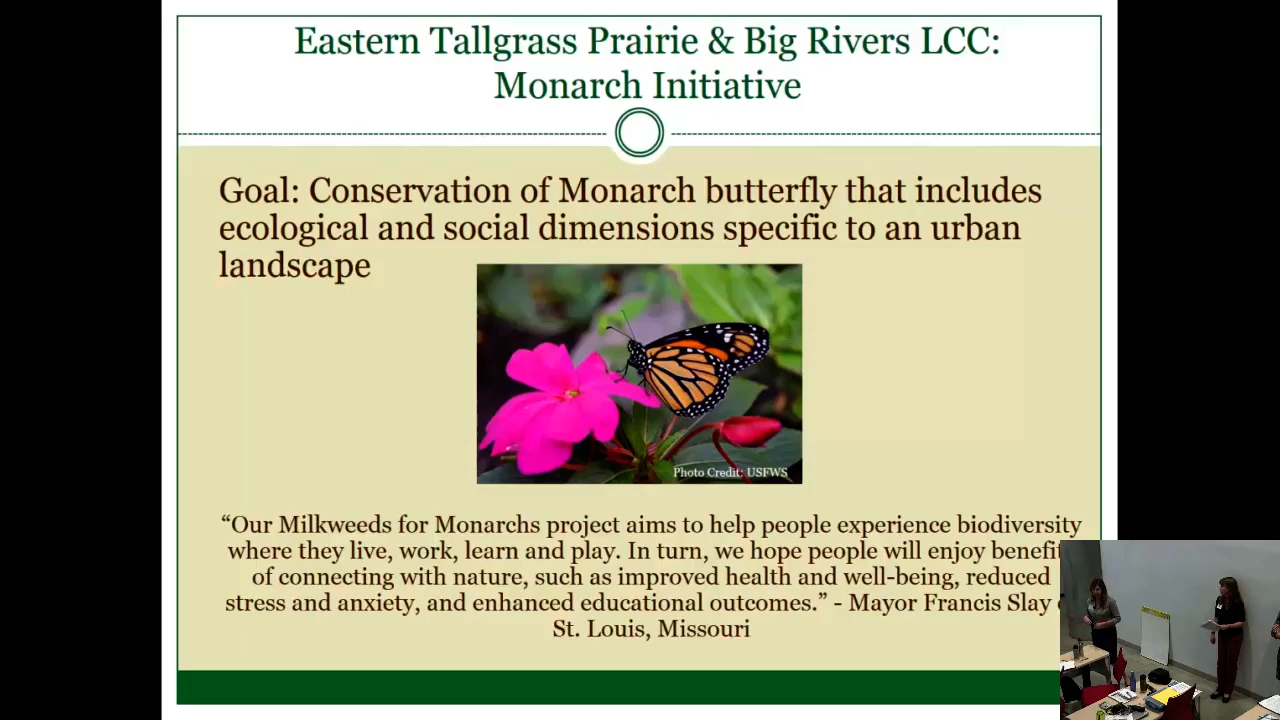 Eastern Tallgrass Prairie & Big Rivers LCC:
Monarch Initiative
Goal: Conservation of Monarch butterfly that includes
ecological and social dimensions specific to an urban
landscape
Photo Credit: USFWS
“Our Milkweeds for Monarchs project aims to help people experience biodiversity
where they live, work, learn and play. In turn, we hope people will enjoy
of connecting with nature, such as improved health and well-being, reduced
stress and anxiety, and enhanced educational outcomes.” - Mayor Francis Slay
St. Louis, Missouri